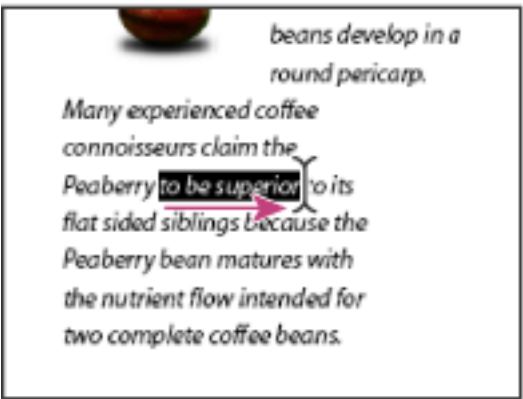 beans develop in a
round pericarp.
Many experienced coffee
connoisseurs claim the
Peaberry to be superior to its
flat sided siblings because the
Peaberry bean matures with
the nutrient flow intended for
two complete coffee beans.